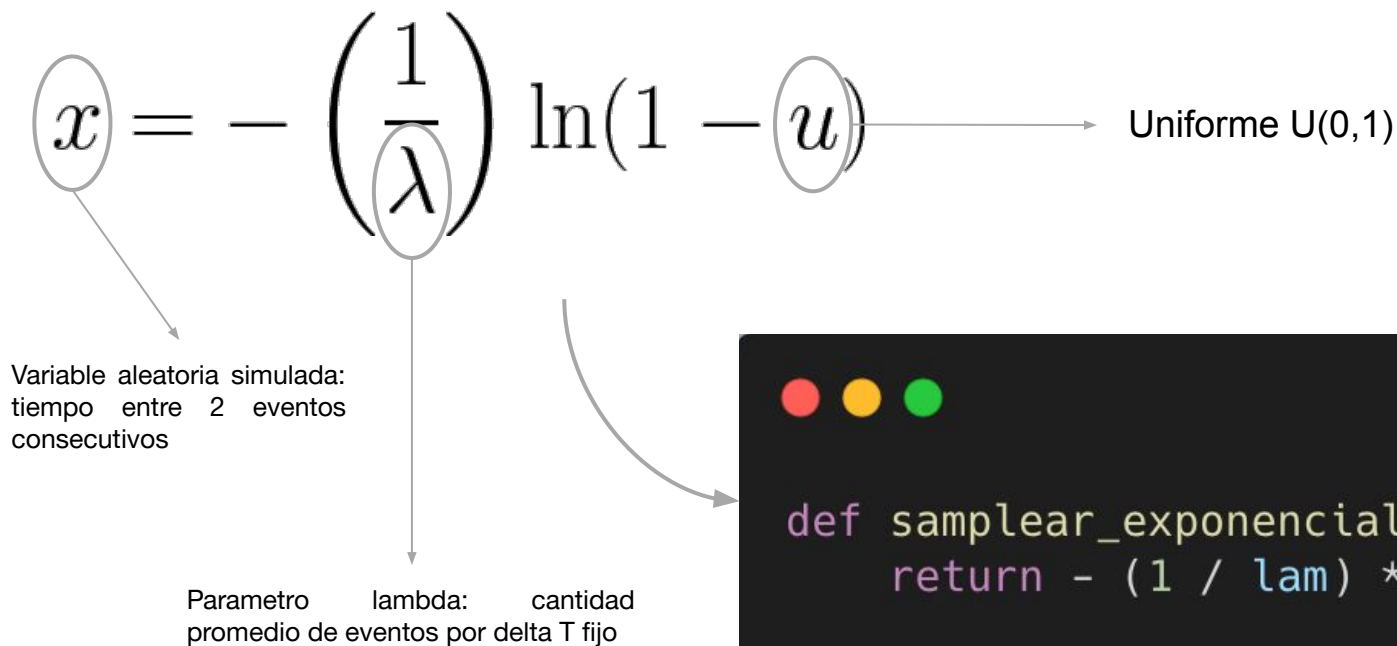 x = − (1/λ) ln(1 − u)
Uniforme U(0,1)
Variable aleatoria simulada:
tiempo entre 2 eventos
consecutivos
Parametro lambda: cantidad
promedio de eventos por delta T fijo
def samplear_exponencial
return - (1 / lam) *